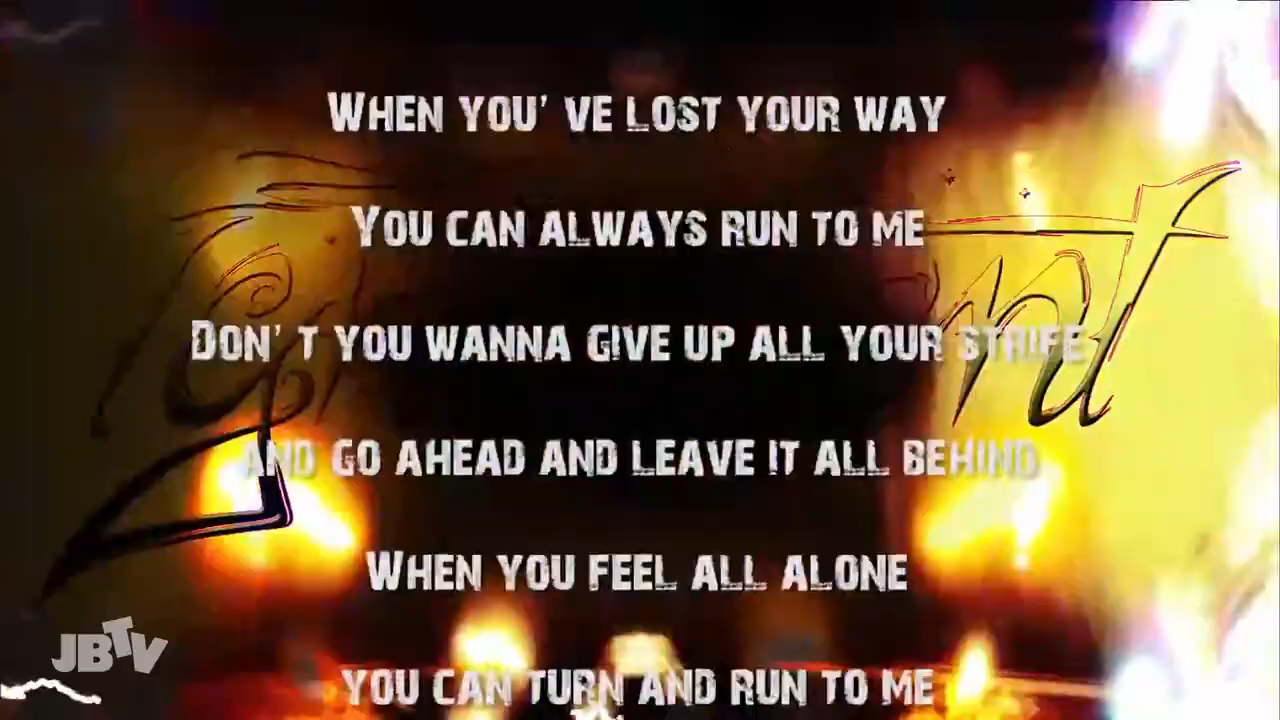 WHEN YOU' VE LOST YOUR WAY
YOU CAN ALWAYS RUN TO ME
DON' T YOU WANNA GIVE UP ALL YOUR STRIFE
AND GO AHEAD AND LEAVE IT ALL BEHIND
WHEN YOU FEEL ALL ALONE
YOU CAN TURN AND RUN TO ME
JBTV